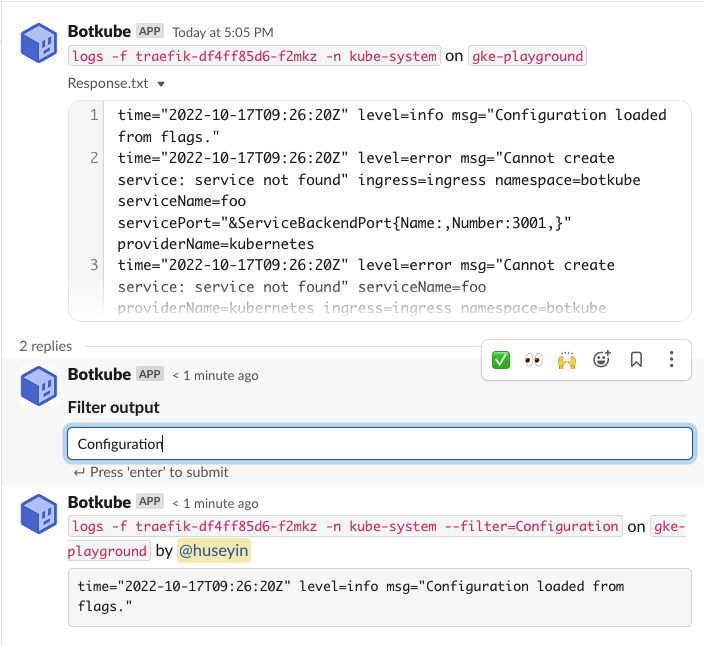 Botkube APP Today at 5:05 PM
logs -f traefik-df4ff85d6-f2mkz -n kube-system on gke-playground
Response.txt
1 time="2022-10-17T09:26:20Z" level=info msg="Configuration loaded
from flags."
2 time="2022-10-17T09:26:20Z" level=error msg="Cannot create
service: service not found" ingress=ingress namespace=botkube
serviceName=foo
servicePort="&ServiceBackendPort{Name:,Number:3001,}"
providerName=kubernetes
3 time="2022-10-17T09:26:20Z" level=error msg="Cannot create
service: service not found" serviceName=foo
providerName=kubernetes ingress=ingress namespace=botkube
2 replies
Botkube APP < 1 minute ago
Filter output
Configuration
↵ Press 'enter' to submit
Botkube APP < 1 minute ago
logs -f traefik-df4ff85d6-f2mkz -n kube-system --filter=Configuration on gke-
playground by @huseyin
time="2022-10-17T09:26:20Z" level=info msg="Configuration loaded from
flags."